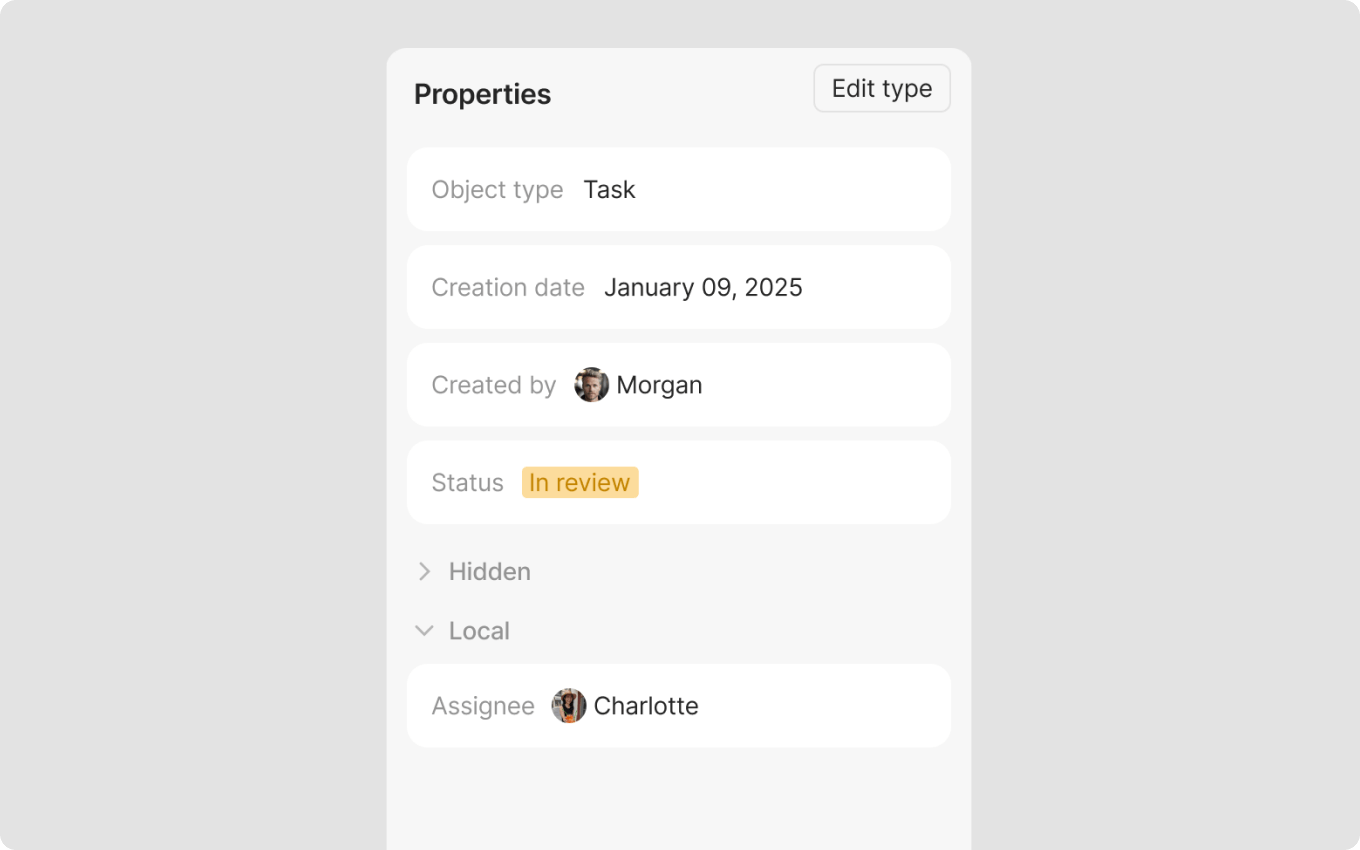 Properties
Edit type
Object type Task
Creation date January 09, 2025
Created by Morgan
Status In review
Hidden
Local
Assignee Charlotte